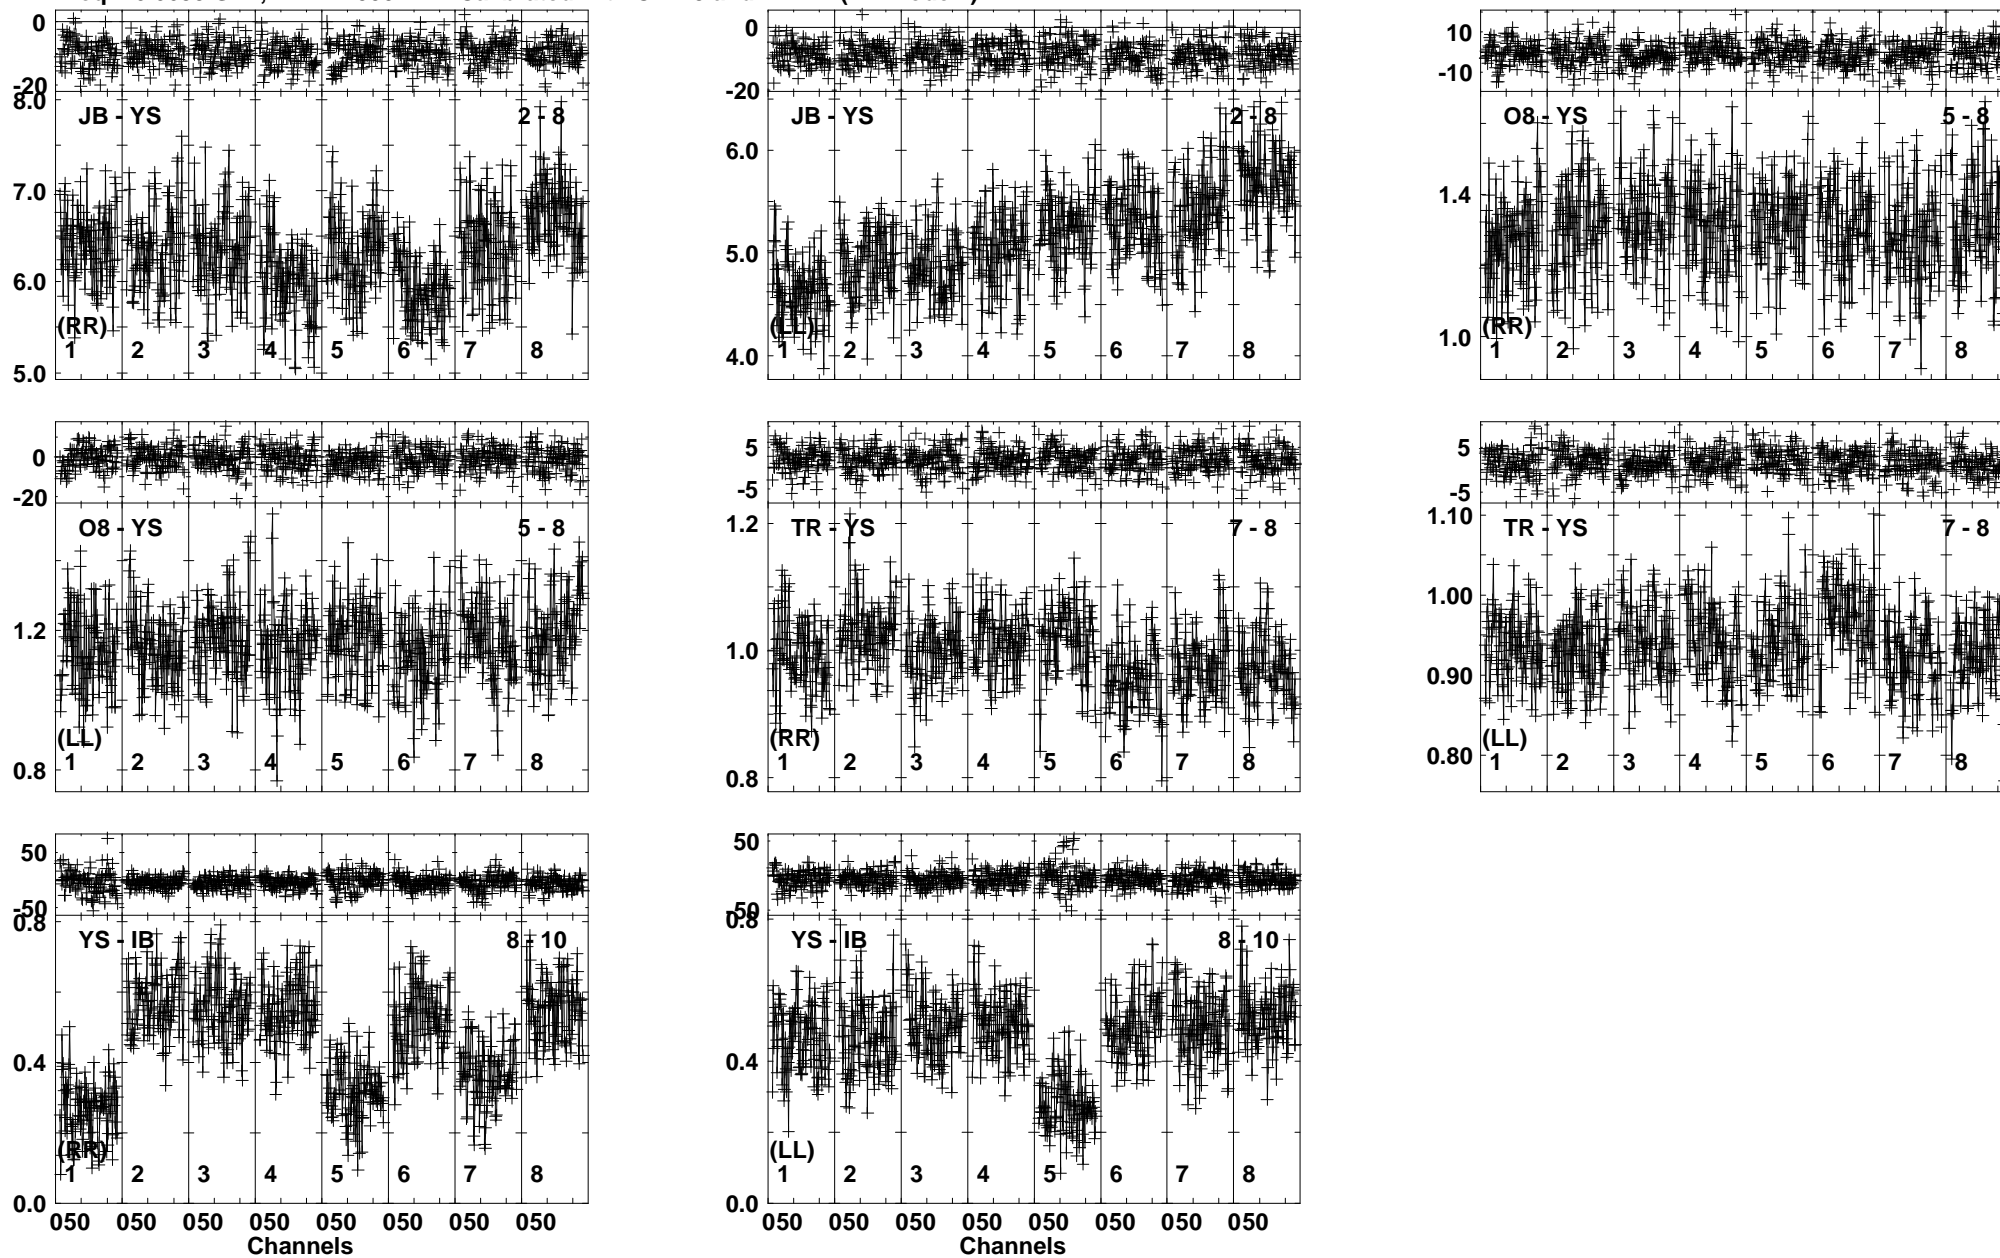 0
-20
8.0
7.0
6.0
5.0
JB - YS
2 - 8
(RR)
1 2 3 4 5 6 7 8
0
-20
6.0
5.0
4.0
JB - YS
2 - 8
(LL)
1 2 3 4 5 6 7 8
10
-10
1.4
1.0
O8 - YS
5 - 8
(RR)
1 2 3 4 5 6 7 8
0
-20
1.2
0.8
O8 - YS
5 - 8
(LL)
1 2 3 4 5 6 7 8
5
-5
1.2
1.0
0.8
TR - YS
7 - 8
(RR)
1 2 3 4 5 6 7 8
5
-5
1.10
1.00
0.90
0.80
TR - YS
7 - 8
(LL)
1 2 3 4 5 6 7 8
50
-50
0.8
0.4
0.0
YS - IB
8 - 10
(RR)
1 2 3 4 5 6 7 8
050 050 050 050 050 050 050 050
Channels
50
-50
0.8
0.4
0.0
YS - IB
8 - 10
(LL)
1 2 3 4 5 6 7 8
050 050 050 050 050 050 050 050
Channels